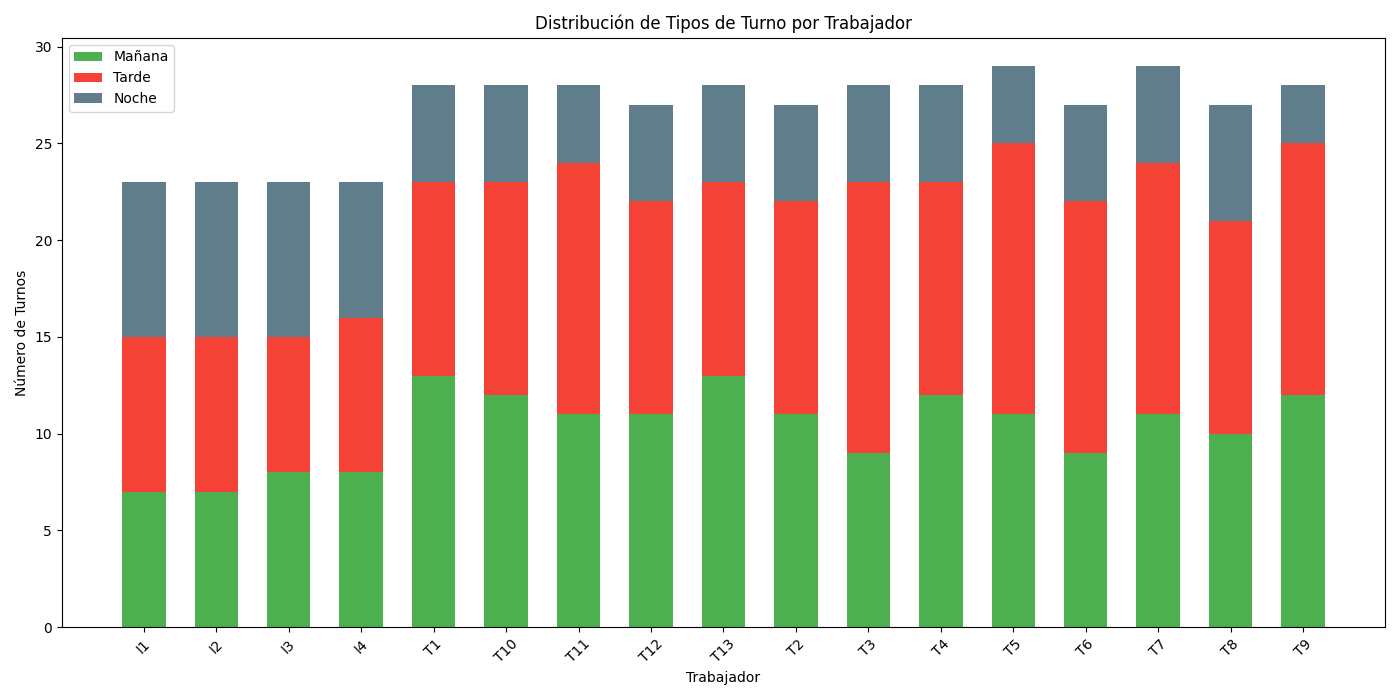 Distribución de Tipos de Turno por Trabajador
Mañana
Tarde
Noche
Número de Turnos
30
25
20
15
10
5
0
I1 I2 I3 I4 T1 T10 T11 T12 T13 T2 T3 T4 T5 T6 T7 T8 T9
Trabajador